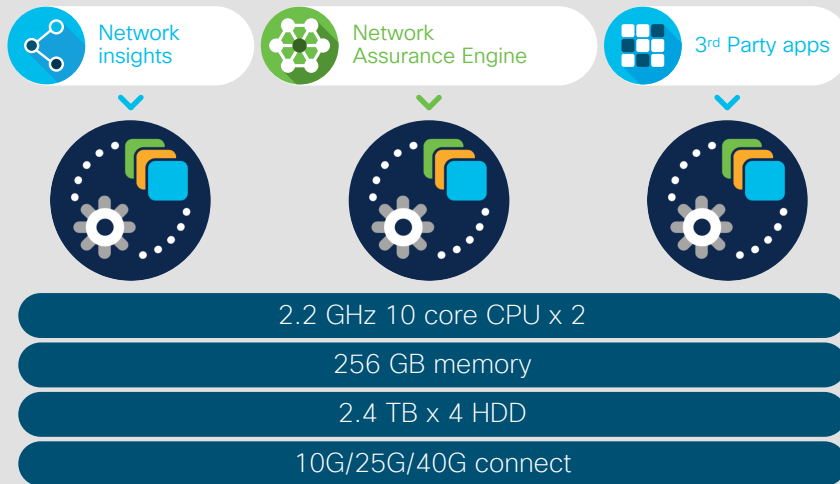 Network
insights
Network
Assurance Engine
3rd Party apps
2.2 GHz 10 core CPU x 2
256 GB memory
2.4 TB x 4 HDD
10G/25G/40G connect